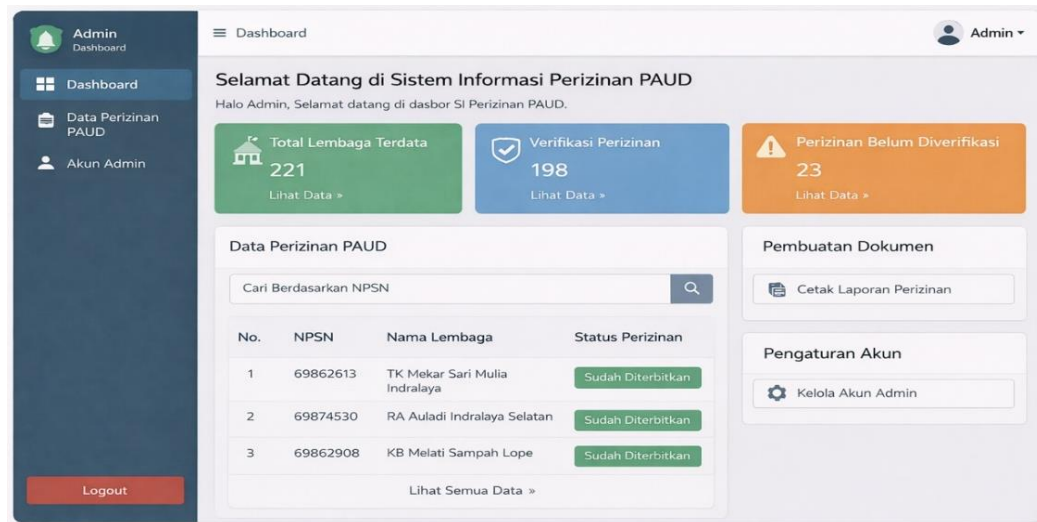 Admin
Dashboard
Dashboard
Data Perizinan
PAUD
Akun Admin
Logout
Dashboard
Admin
Selamat Datang di Sistem Informasi Perizinan PAUD
Halo Admin, Selamat datang di dasbor SI Perizinan PAUD.
Total Lembaga Terdata
221
Lihat Data »
Verifikasi Perizinan
198
Lihat Data »
Perizinan Belum Diverifikasi
23
Lihat Data »
Data Perizinan PAUD
Cari Berdasarkan NPSN
No. NPSN Nama Lembaga Status Perizinan
1 69862613 TK Mekar Sari Mulia Indralaya Sudah Diterbitkan
2 69874530 RA Auladi Indralaya Selatan Sudah Diterbitkan
3 69862908 KB Melati Sampah Lope Sudah Diterbitkan
Lihat Semua Data »
Pembuatan Dokumen
Cetak Laporan Perizinan
Pengaturan Akun
Kelola Akun Admin